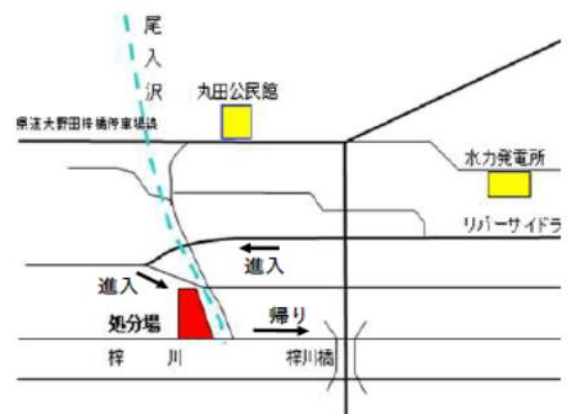 尾入沢
丸田公民館
県道大野田梓橋停車場線
水力発電所
リバーサイドラ
進入
進入
処分場
帰り
梓川
梓川橋